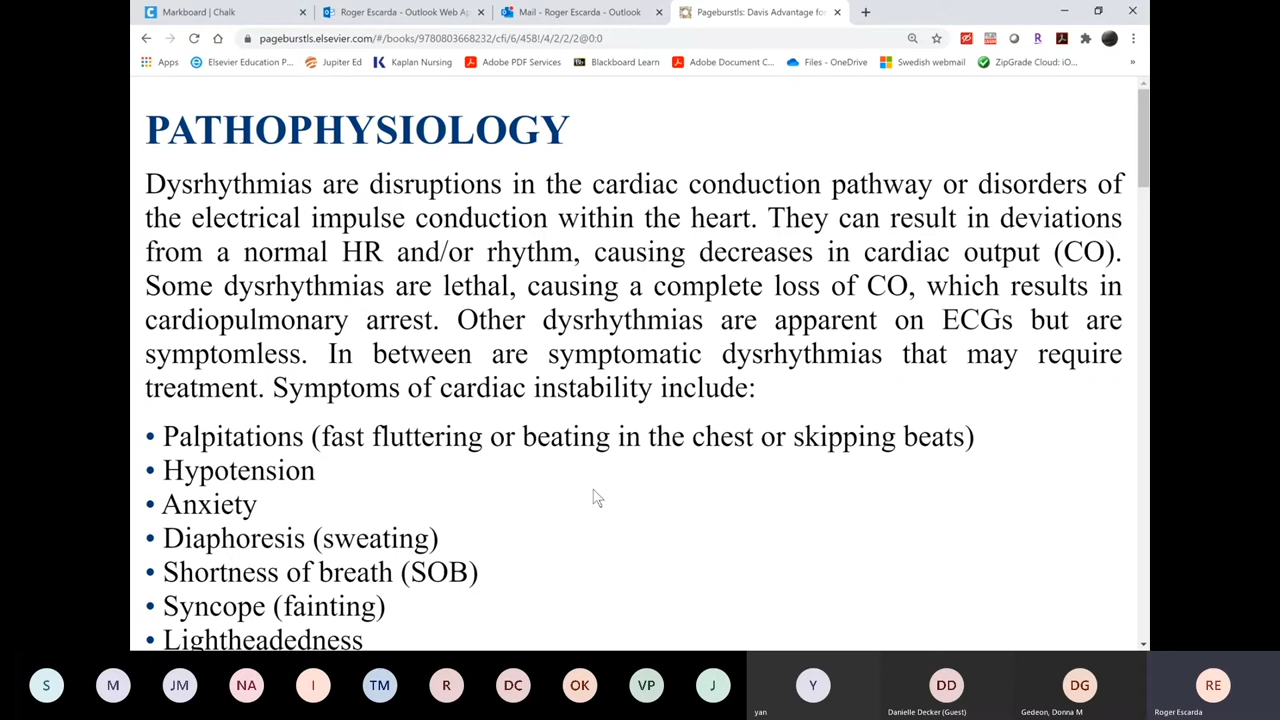 Markboard | Chalk
Roger Escarda - Outlook Web Ap
Mail - Roger Escarda - Outlook
Pageburstls: Davis Advantage for
pageburstls.elsevier.com/#/books/9780803668232/cfi/6/458!/4/2/2/2@0:0
Apps
Elsevier Education P...
Jupiter Ed
Kaplan Nursing
Adobe PDF Services
Blackboard Learn
Adobe Document C...
Files - OneDrive
Swedish webmail
ZipGrade Cloud: iO...
PATHOPHYSIOLOGY
Dysrhythmias are disruptions in the cardiac conduction pathway or disorders of
the electrical impulse conduction within the heart. They can result in deviations
from a normal HR and/or rhythm, causing decreases in cardiac output (CO).
Some dysrhythmias are lethal, causing a complete loss of CO, which results in
cardiopulmonary arrest. Other dysrhythmias are apparent on ECGs but are
symptomless. In between are symptomatic dysrhythmias that may require
treatment. Symptoms of cardiac instability include:
• Palpitations (fast fluttering or beating in the chest or skipping beats)
• Hypotension
• Anxiety
• Diaphoresis (sweating)
• Shortness of breath (SOB)
• Syncope (fainting)
• Lightheadedness
S
M
JM
NA
I
TM
R
DC
OK
VP
J
Y
DD
DG
RE
yan
Danielle Decker (Guest)
Gedeon, Donna M
Roger Escarda